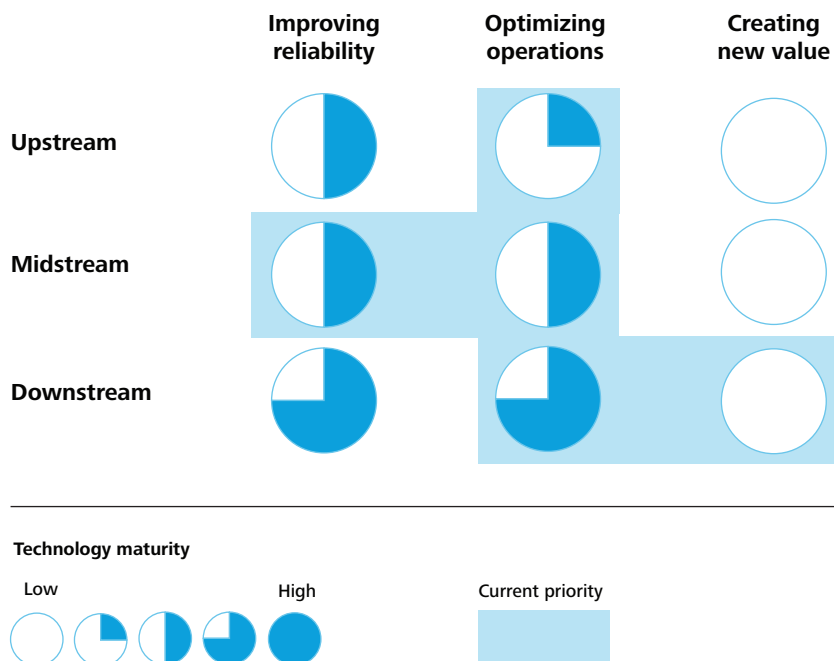 Improving
reliability
Optimizing
operations
Creating
new value
Upstream
Midstream
Downstream
Technology maturity
Low
High
Current priority